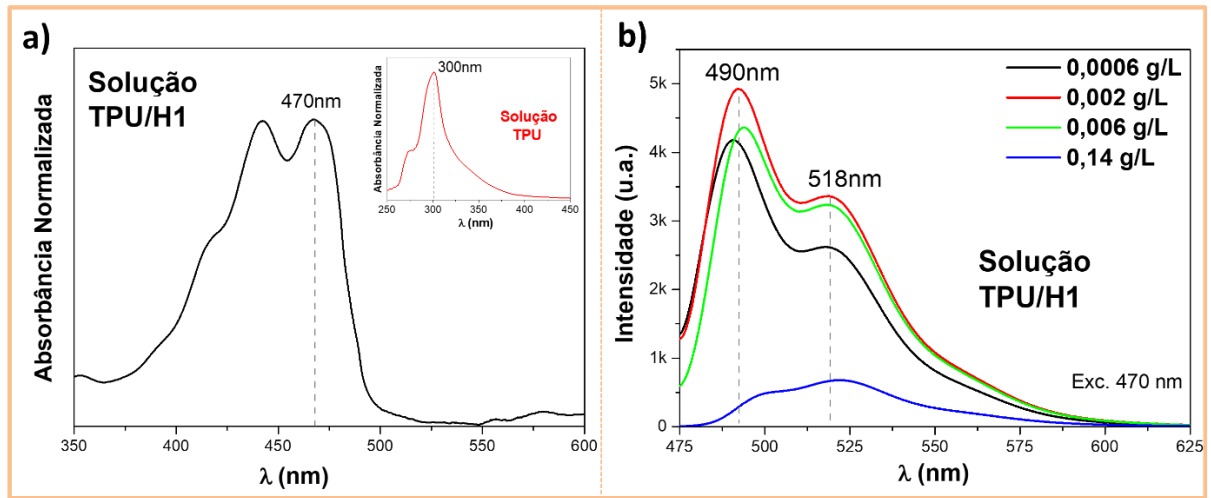 a)
Solução
TPU/H1
470nm
Absorbância Normalizada
350
400
450
500
550
600
λ (nm)
300nm
Solução
TPU
Absorbância Normalizada
250
300
350
400
450
λ (nm)
b)
490nm
518nm
0,0006 g/L
0,002 g/L
0,006 g/L
0,14 g/L
Solução
TPU/H1
Exc. 470 nm
Intensidade (u.a.)
5k
4k
3k
2k
1k
0
475
500
525
550
575
600
625
λ (nm)